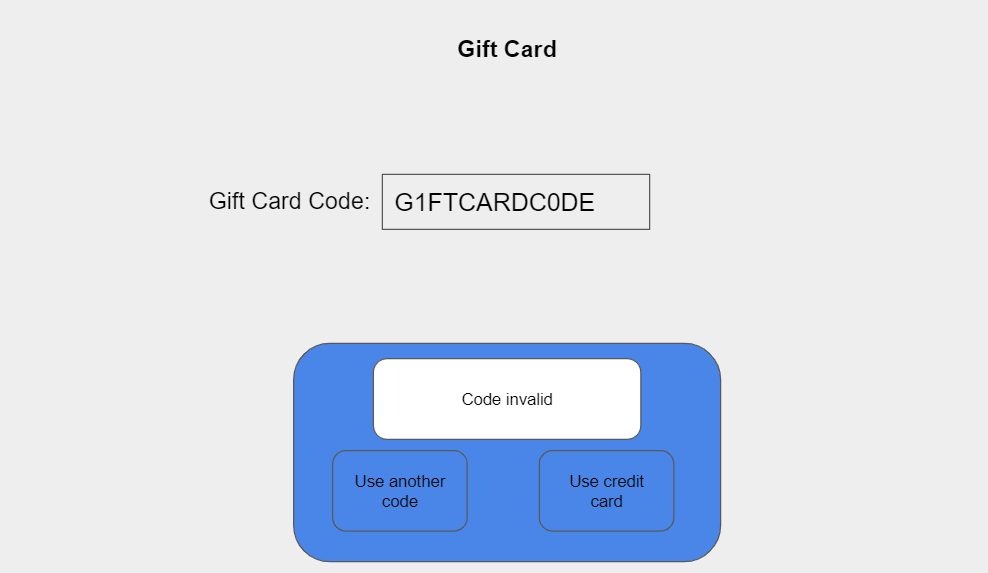 Gift Card
Gift Card Code:
G1FTCARDC0DE
Code invalid
Use another
code
Use credit
card